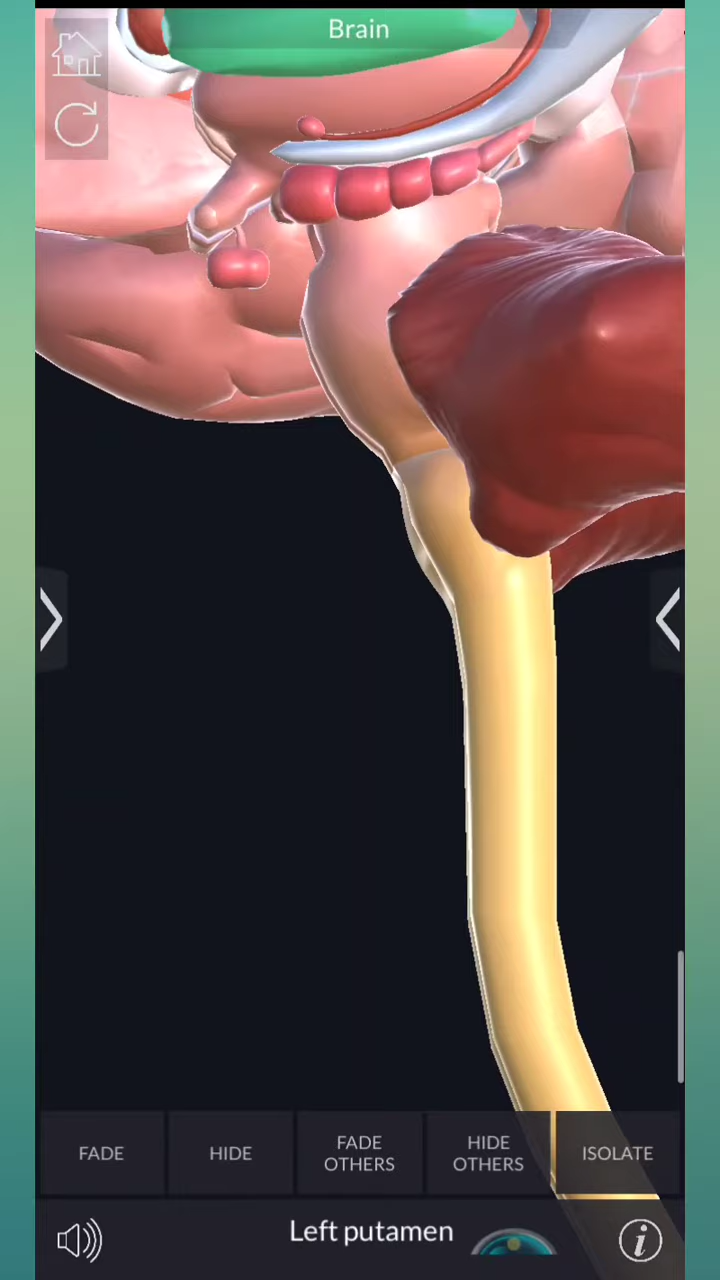 Brain
FADE
HIDE
FADE
OTHERS
HIDE
OTHERS
ISOLATE
Left putamen
i